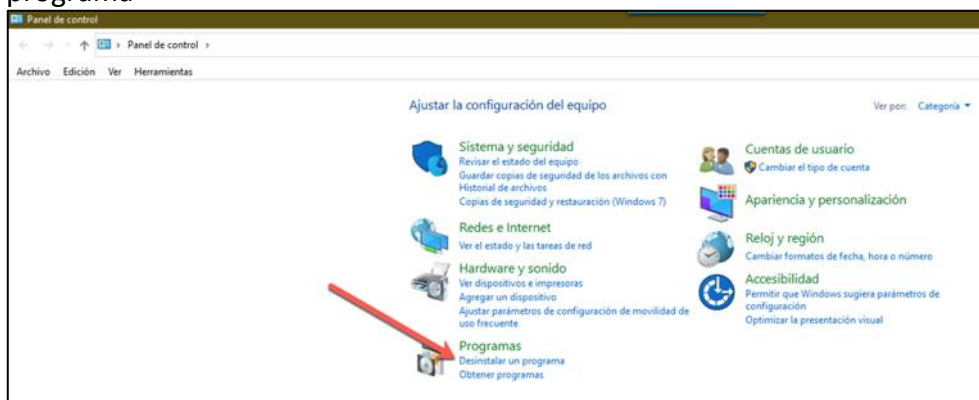 programa
Panel de control
Panel de control
Archivo Edición Ver Herramientas
Ajustar la configuración del equipo
Ver por: Categoría
Sistema y seguridad
Revisar el estado del equipo
Guardar copias de seguridad de los archivos con
Historial de archivos
Copias de seguridad y restauración (Windows 7)
Redes e Internet
Ver el estado y las tareas de red
Hardware y sonido
Ver dispositivos e impresoras
Agregar un dispositivo
Ajustar parámetros de configuración de movilidad de
uso frecuente
Programas
Desinstalar un programa
Obtener programas
Cuentas de usuario
Cambiar el tipo de cuenta
Apariencia y personalización
Reloj y región
Cambiar formatos de fecha, hora o número
Accesibilidad
Permitir que Windows sugiera parámetros de
configuración
Optimizar la presentación visual